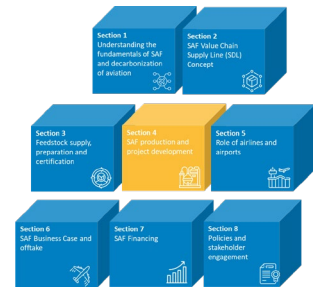 Section 1
Understanding the
fundamentals of SAF
and decarbonization
of aviation
Section 2
SAF Value Chain
Supply Line (SDL)
Concept
Section 3
Feedstock supply,
preparation and
certification
Section 4
SAF production and
project development
Section 5
Role of airlines and
airports
Section 6
SAF Business Case and
offtake
Section 7
SAF Financing
Section 8
Policies and
stakeholder
engagement